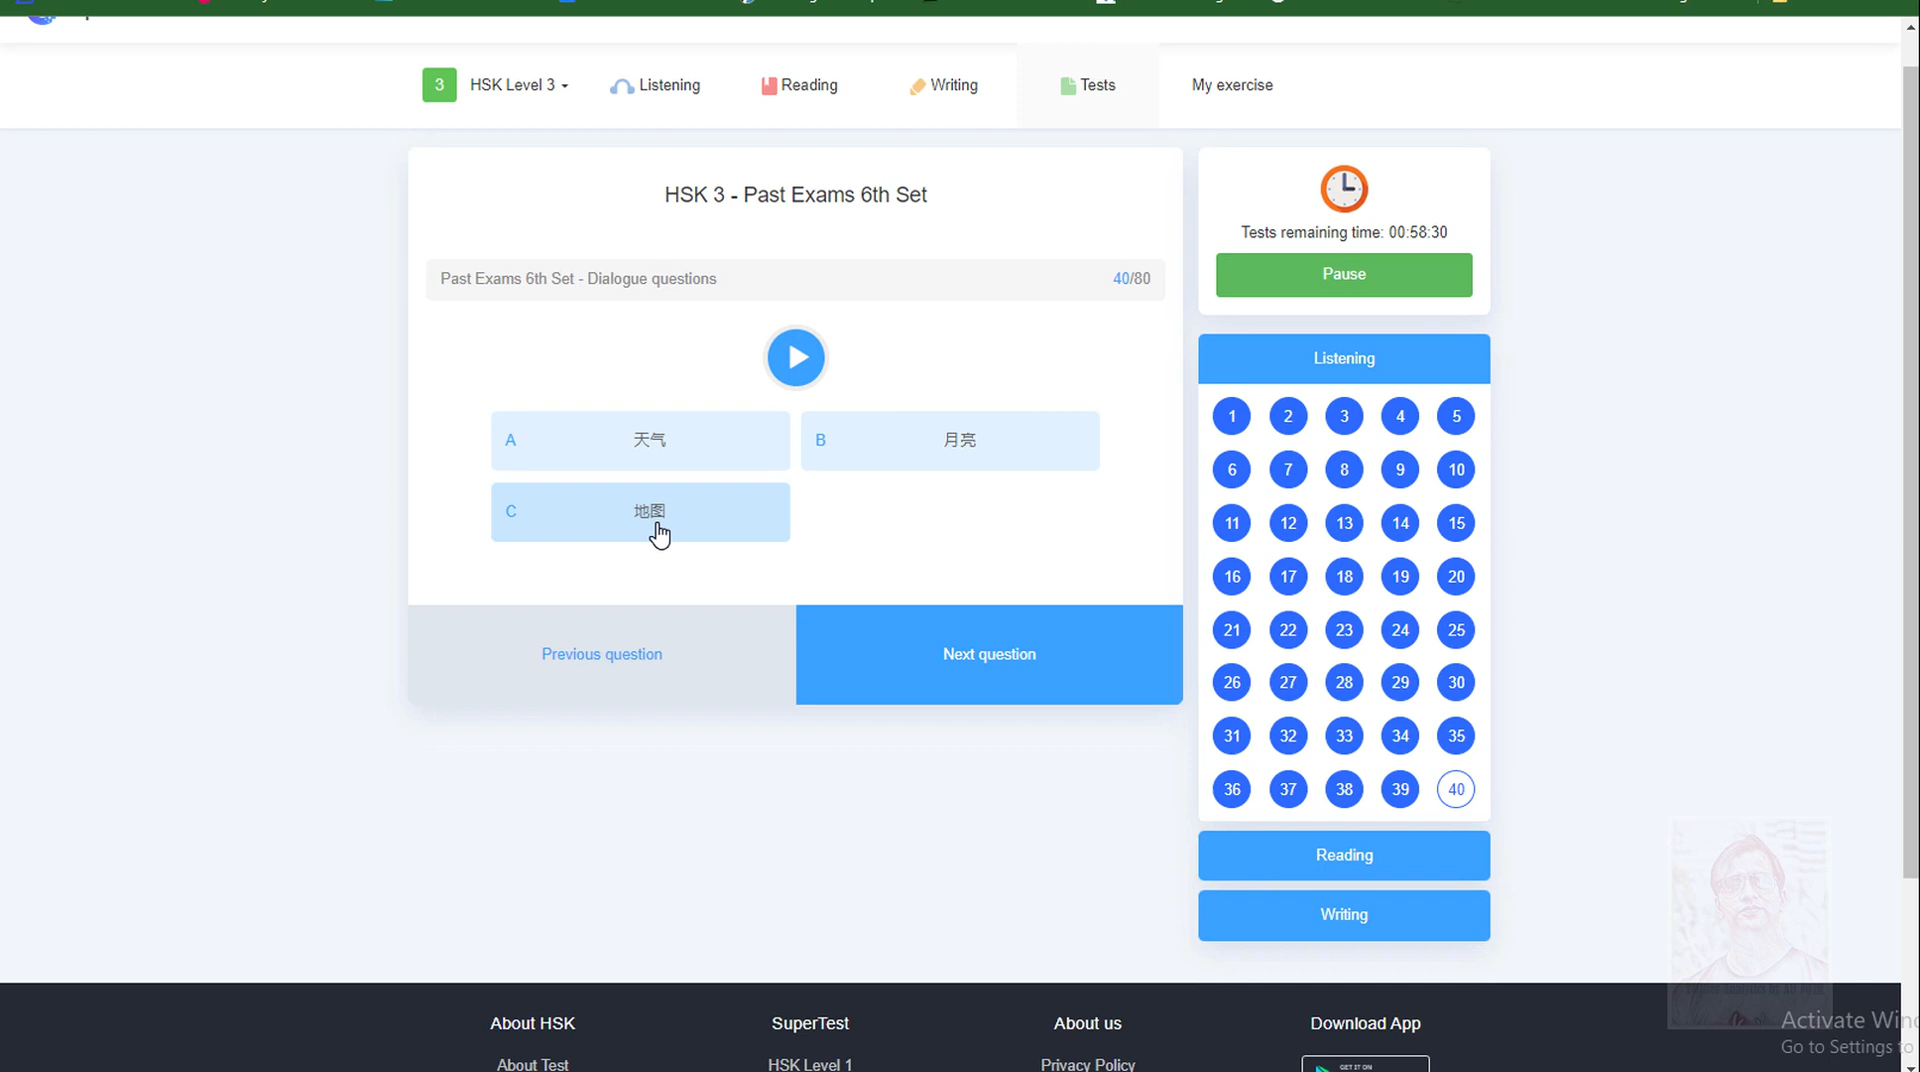 3 HSK Level 3 Listening Reading Writing Tests My exercise
HSK 3 - Past Exams 6th Set
Past Exams 6th Set - Dialogue questions 40/80
A 天气
B 月亮
C 地图
Previous question
Next question
Tests remaining time: 00:58:30
Pause
Listening
1 2 3 4 5
6 7 8 9 10
11 12 13 14 15
16 17 18 19 20
21 22 23 24 25
26 27 28 29 30
31 32 33 34 35
36 37 38 39 40
Reading
Writing
About HSK SuperTest About us Download App
About Test HSK Level 1 Privacy Policy
GET IT ON
Activate Win
Go to Settings to